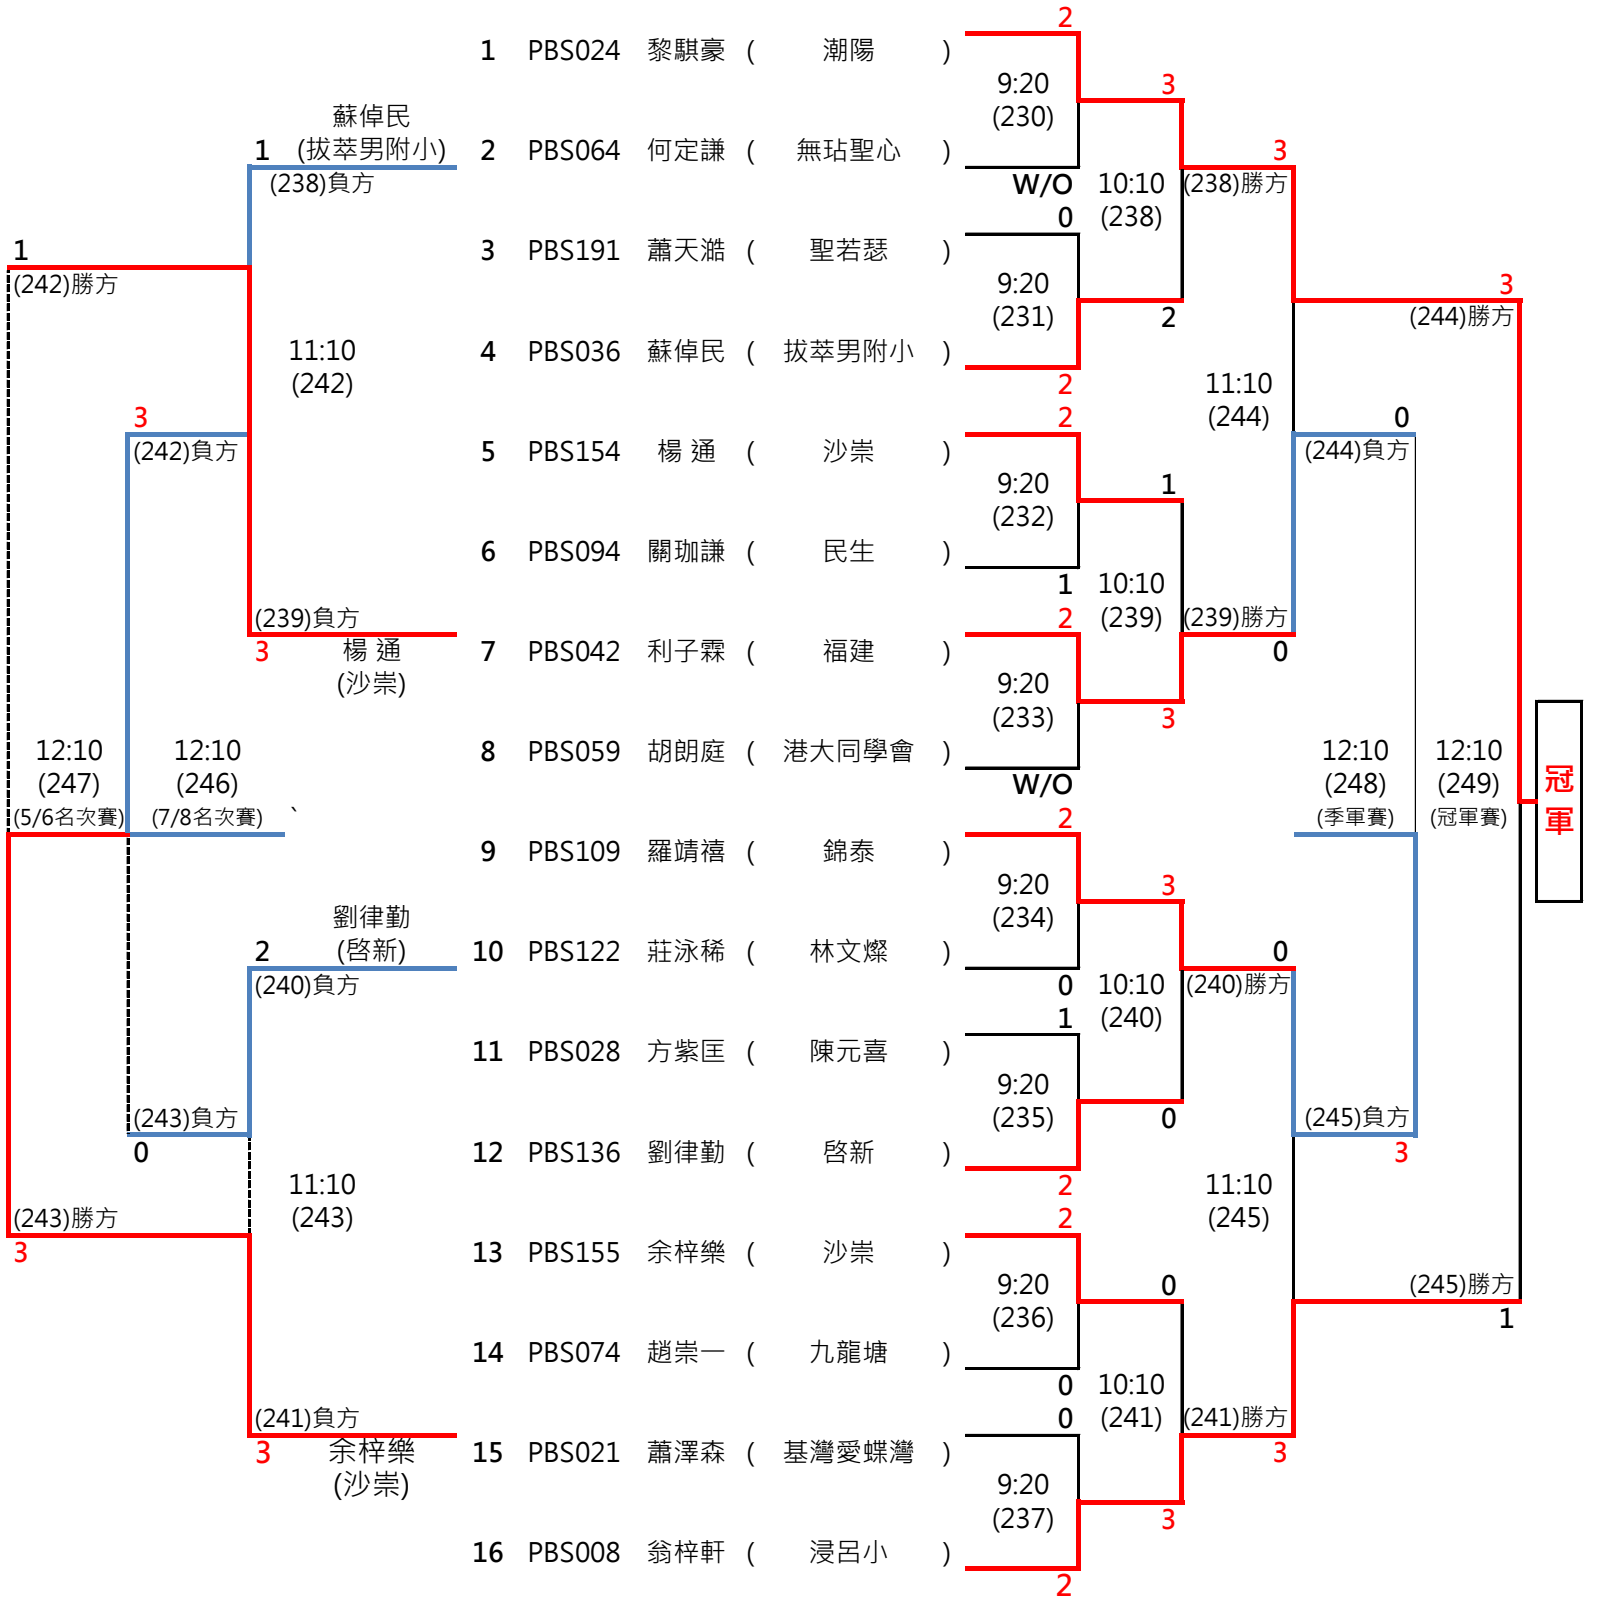 2
1 PBS024 黎騏豪 ( 潮陽 )
3
9:20
(230)
蘇倬民
1 (拔萃男附小)
(238)負方
2 PBS064 何定謙 ( 無玷聖心 )
3
W/O
10:10
(238)
(238)勝方
0
3 PBS191 蕭天澔 ( 聖若瑟 )
1
(242)勝方
9:20
(231)
3
2
(244)勝方
11:10
(242)
4 PBS036 蘇倬民 ( 拔萃男附小 )
2
11:10
(244)
3
(242)負方
2
0
(244)負方
5 PBS154 楊 通 ( 沙崇 )
9:20
(232)
1
6 PBS094 關珈謙 ( 民生 )
1
10:10
(239)
(239)負方
3
楊 通
(沙崇)
2
(239)勝方
0
7 PBS042 利子霖 ( 福建 )
9:20
(233)
3
12:10
(247)
(5/6名次賽)
12:10
(246)
(7/8名次賽)
、
8 PBS059 胡朗庭 ( 港大同學會 )
W/O
12:10
(248)
(季軍賽)
12:10
(249)
(冠軍賽)
冠
軍
2
9 PBS109 羅靖禧 ( 錦泰 )
9:20
(234)
3
劉律勤
2 (啓新)
(240)負方
10 PBS122 莊泳稀 ( 林文燦 )
0
10:10
(240)
0
(240)勝方
1
11 PBS028 方紫匡 ( 陳元喜 )
9:20
(235)
0
(243)負方
0
12 PBS136 劉律勤 ( 啓新 )
2
(245)負方
3
11:10
(243)
11:10
(245)
(243)勝方
3
2
13 PBS155 余梓樂 ( 沙崇 )
9:20
(236)
0
(245)勝方
1
14 PBS074 趙崇一 ( 九龍塘 )
0
10:10
(241)
(241)負方
3
余梓樂
(沙崇)
0
(241)勝方
3
15 PBS021 蕭澤森 ( 基灣愛蝶灣 )
9:20
(237)
3
16 PBS008 翁梓軒 ( 浸呂小 )
2